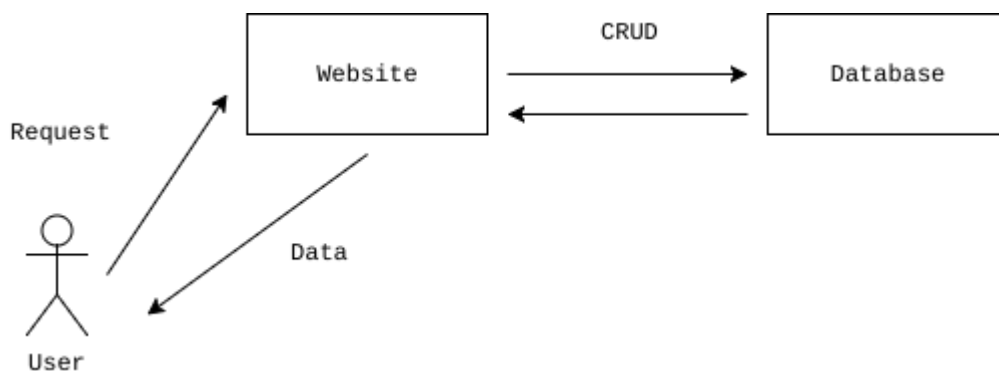 CRUD
Website
Database
Request
Data
User